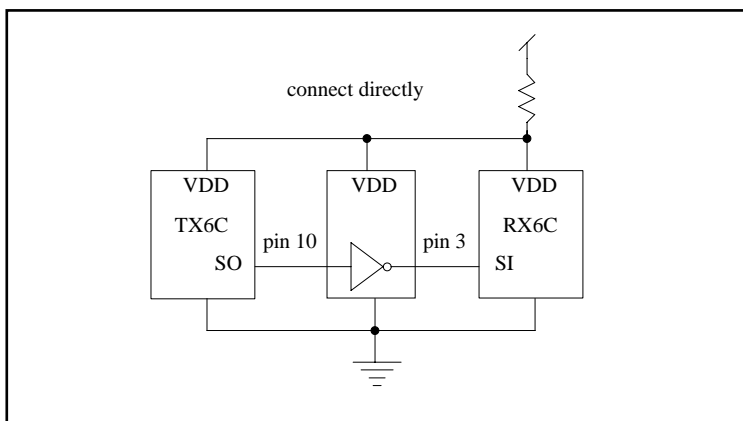 connect directly
VDD VDD VDD
TX6C RX6C
pin 10 pin 3
SO SI